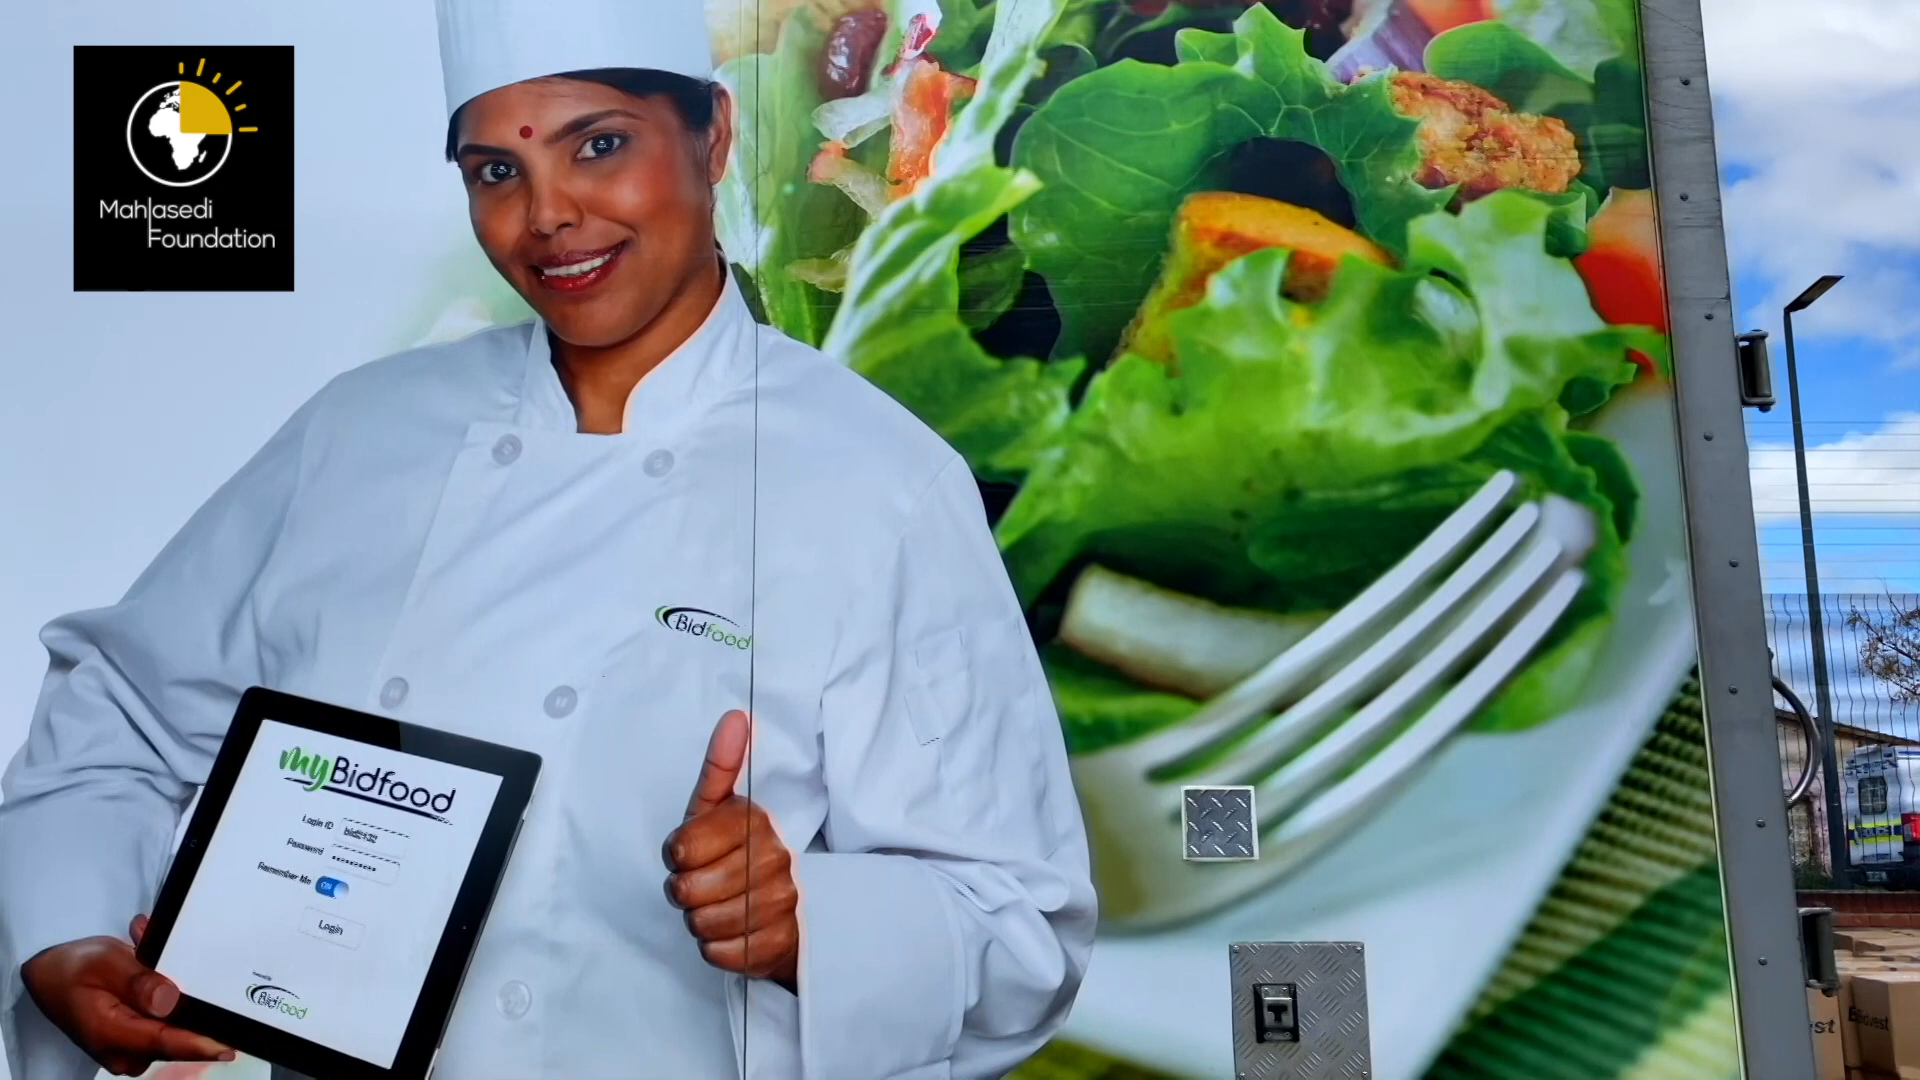 Mahlasedi
Foundation
Bidfood
myBidfood
Login ID
Password
Remember Me
ON
Login
Bidfood